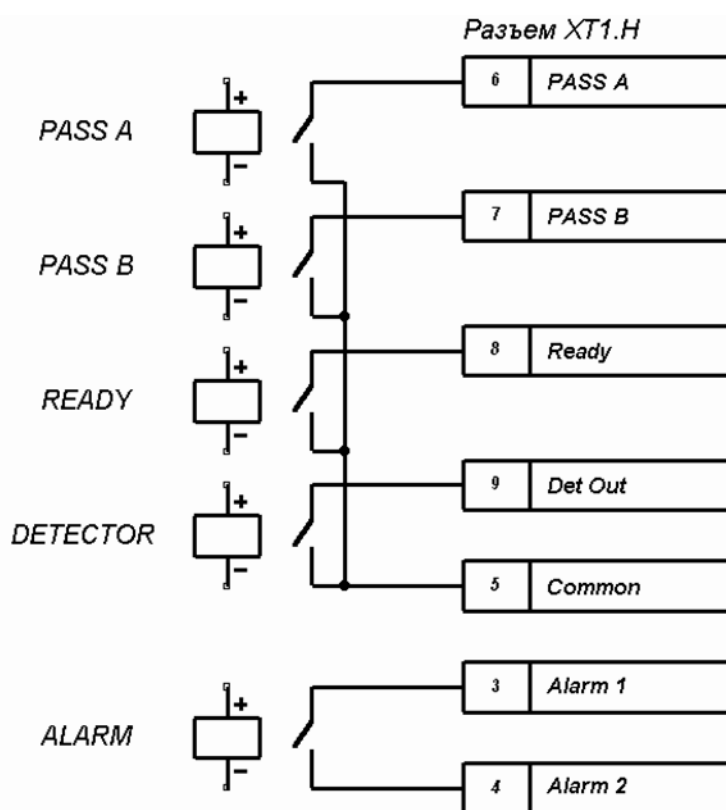 Разъем XT1.H
6 PASS A
PASS A
+
-
7 PASS B
PASS B
+
-
8 Ready
READY
+
-
9 Det Out
DETECTOR
+
-
5 Common
3 Alarm 1
ALARM
+
-
4 Alarm 2